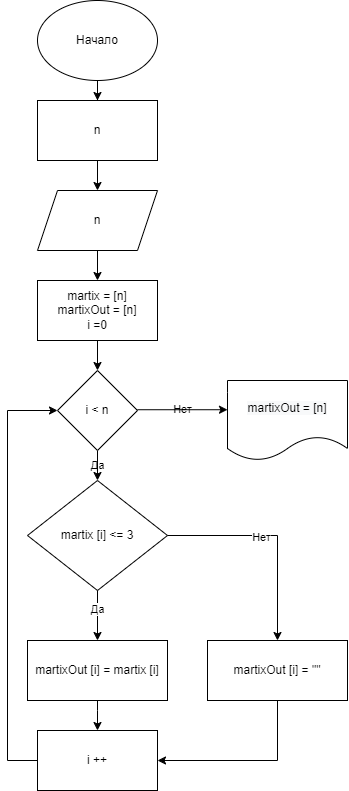 Начало
n
n
martix = [n]
martixOut = [n]
i =0
i < n
Нет
martixOut = [n]
Да
martix [i] <= 3
Нет
Да
martixOut [i] = martix [i]
martixOut [i] = ""
i ++